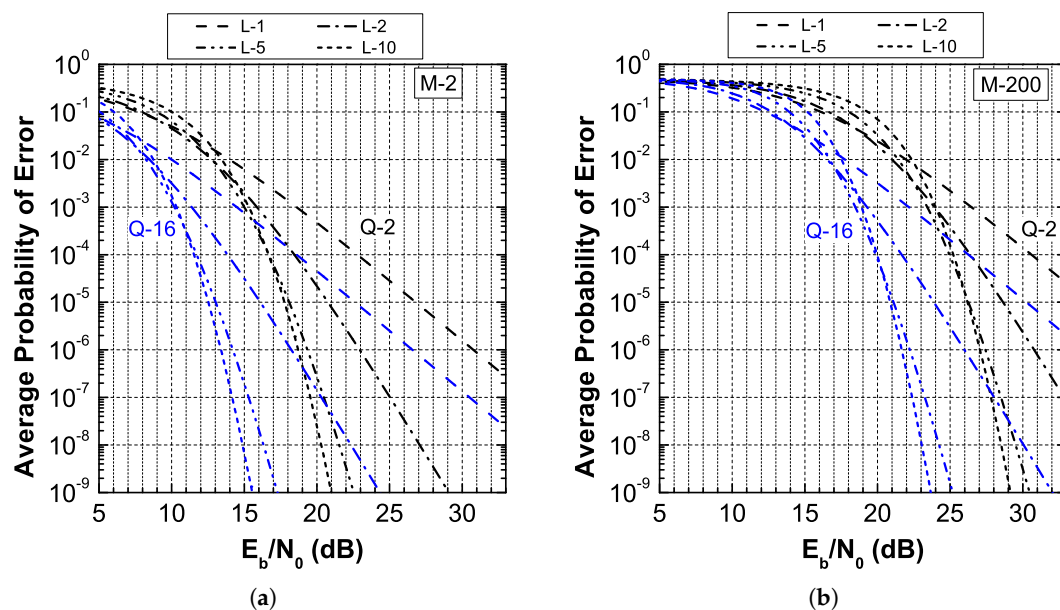 L-1 L-2
L-5 L-10
M-2
Average Probability of Error
10^0
10^-1
10^-2
10^-3
10^-4
10^-5
10^-6
10^-7
10^-8
10^-9
Q-16
Q-2
5 10 15 20 25 30
E_b/N_0 (dB)
(a)
L-1 L-2
L-5 L-10
M-200
Average Probability of Error
10^0
10^-1
10^-2
10^-3
10^-4
10^-5
10^-6
10^-7
10^-8
10^-9
Q-16
Q-2
5 10 15 20 25 30
E_b/N_0 (dB)
(b)